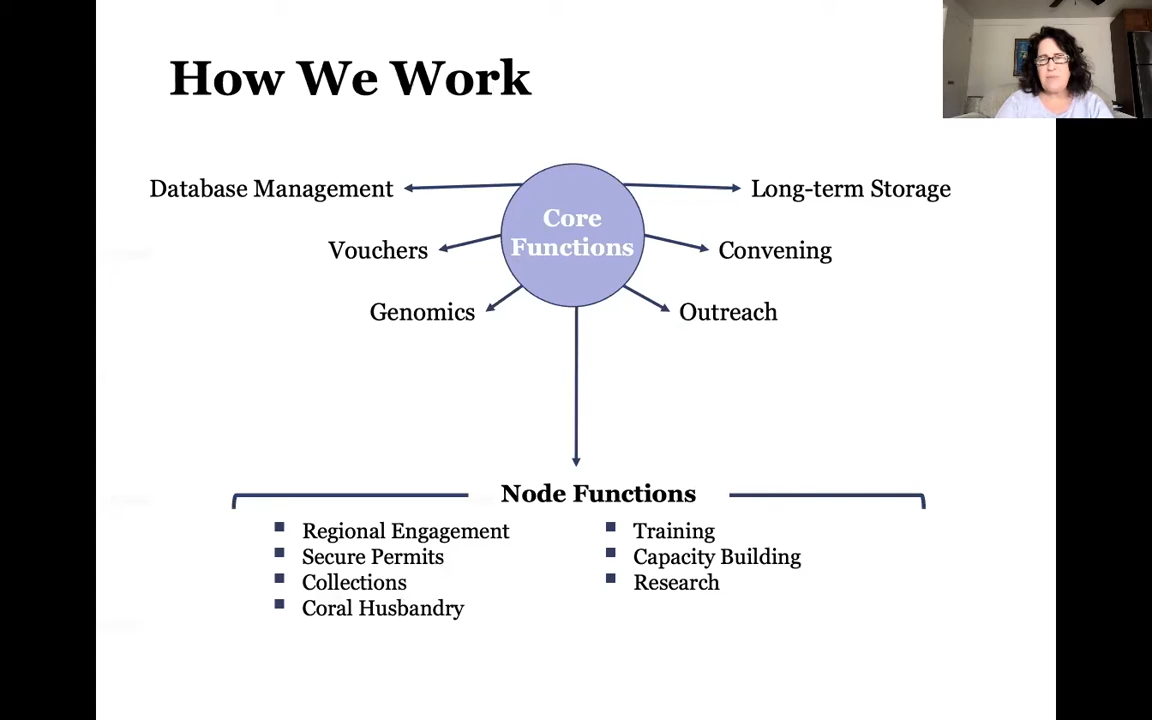 How We Work
Database Management
Long-term Storage
Core
Functions
Vouchers
Convening
Genomics
Outreach
Node Functions
Regional Engagement
Secure Permits
Collections
Coral Husbandry
Training
Capacity Building
Research